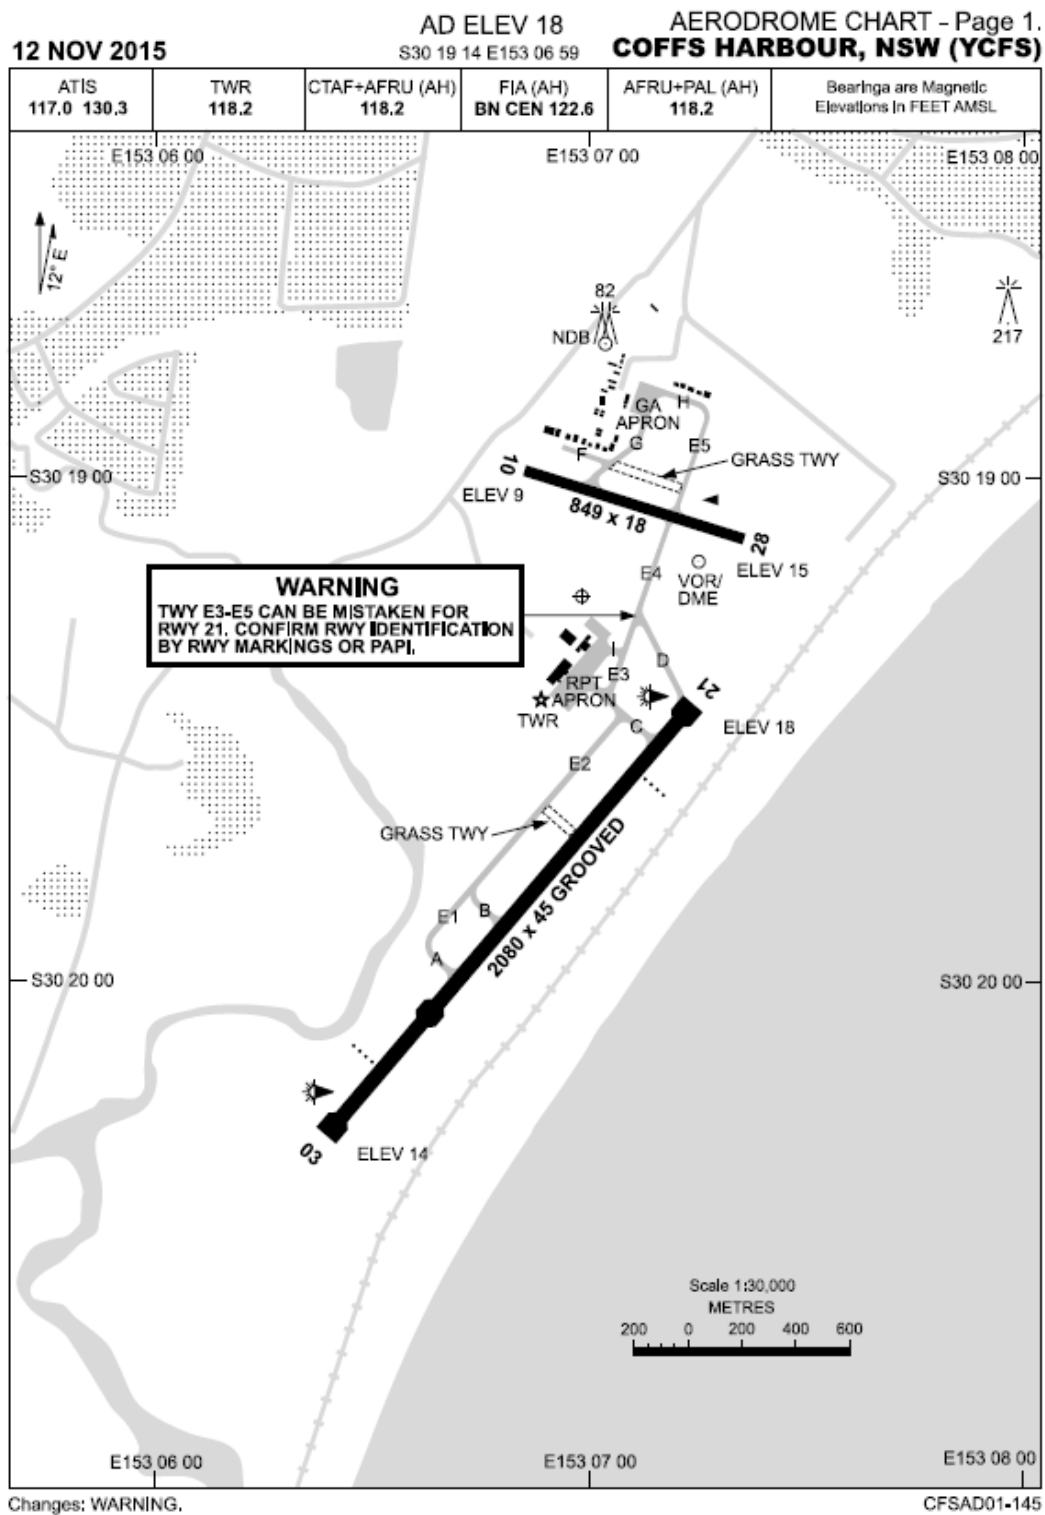 AD ELEV 18
AERODROME CHART - Page 1.
12 NOV 2015
S30 19 14 E153 06 59
COFFS HARBOUR, NSW (YCFS)
ATIS
117.0 130.3
TWR
118.2
CTAF+AFRU (AH)
118.2
FIA (AH)
BN CEN 122.6
AFRU+PAL (AH)
118.2
Bearings are Magnetic
Elevations in FEET AMSL
E153 06 00
E153 07 00
E153 08 00
12° E
82
NDB
217
GA
APRON
H
G
E5
F
GRASS TWY
10
S30 19 00
S30 19 00
ELEV 9
849 x 18
28
ELEV 15
E4
VOR/
DME
WARNING
TWY E3-E5 CAN BE MISTAKEN FOR
RWY 21. CONFIRM RWY IDENTIFICATION
BY RWY MARKINGS OR PAPI.
I
D
E3
RPT
APRON
TWR
21
ELEV 18
C
E2
GRASS TWY
2080 x 45 GROOVED
E1
B
A
S30 20 00
S30 20 00
03
ELEV 14
Scale 1:30,000
METRES
200 0 200 400 600
E153 06 00
E153 07 00
E153 08 00
Changes: WARNING.
CFSAD01-145